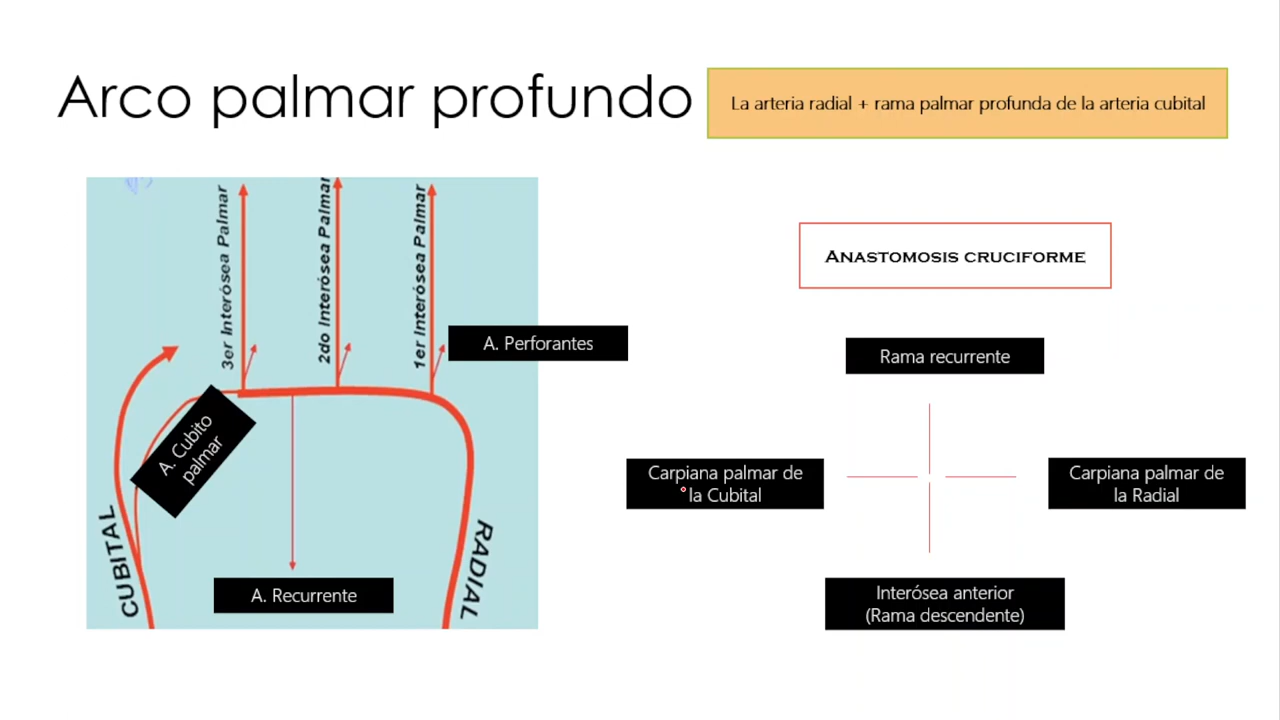 Arco palmar profundo
La arteria radial + rama palmar profunda de la arteria cubital
3er Interósea Palmar
2do Interósea Palmar
1er Interósea Palmar
A. Perforantes
A. Cubito
palmar
CUBITAL
RADIAL
A. Recurrente
Anastomosis cruciforme
Rama recurrente
Carpiana palmar de
la Cubital
Carpiana palmar de
la Radial
Interósea anterior
(Rama descendente)